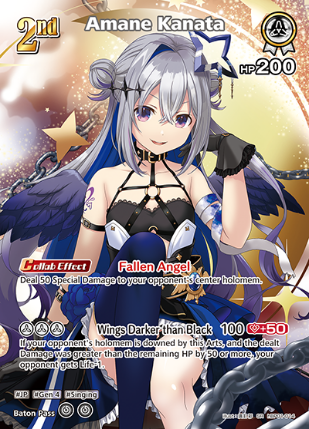 2nd
Amane Kanata
HP200
Collab Effect Fallen Angel
Deal 50 Special Damage to your opponent's center holomem.
Wings Darker than Black 100 +50
If your opponent's holomem is downed by this Arts, and the dealt
Damage was greater than the remaining HP by 50 or more, your
opponent gets Life-1.
#JP #Gen 4 #Singing
Baton Pass